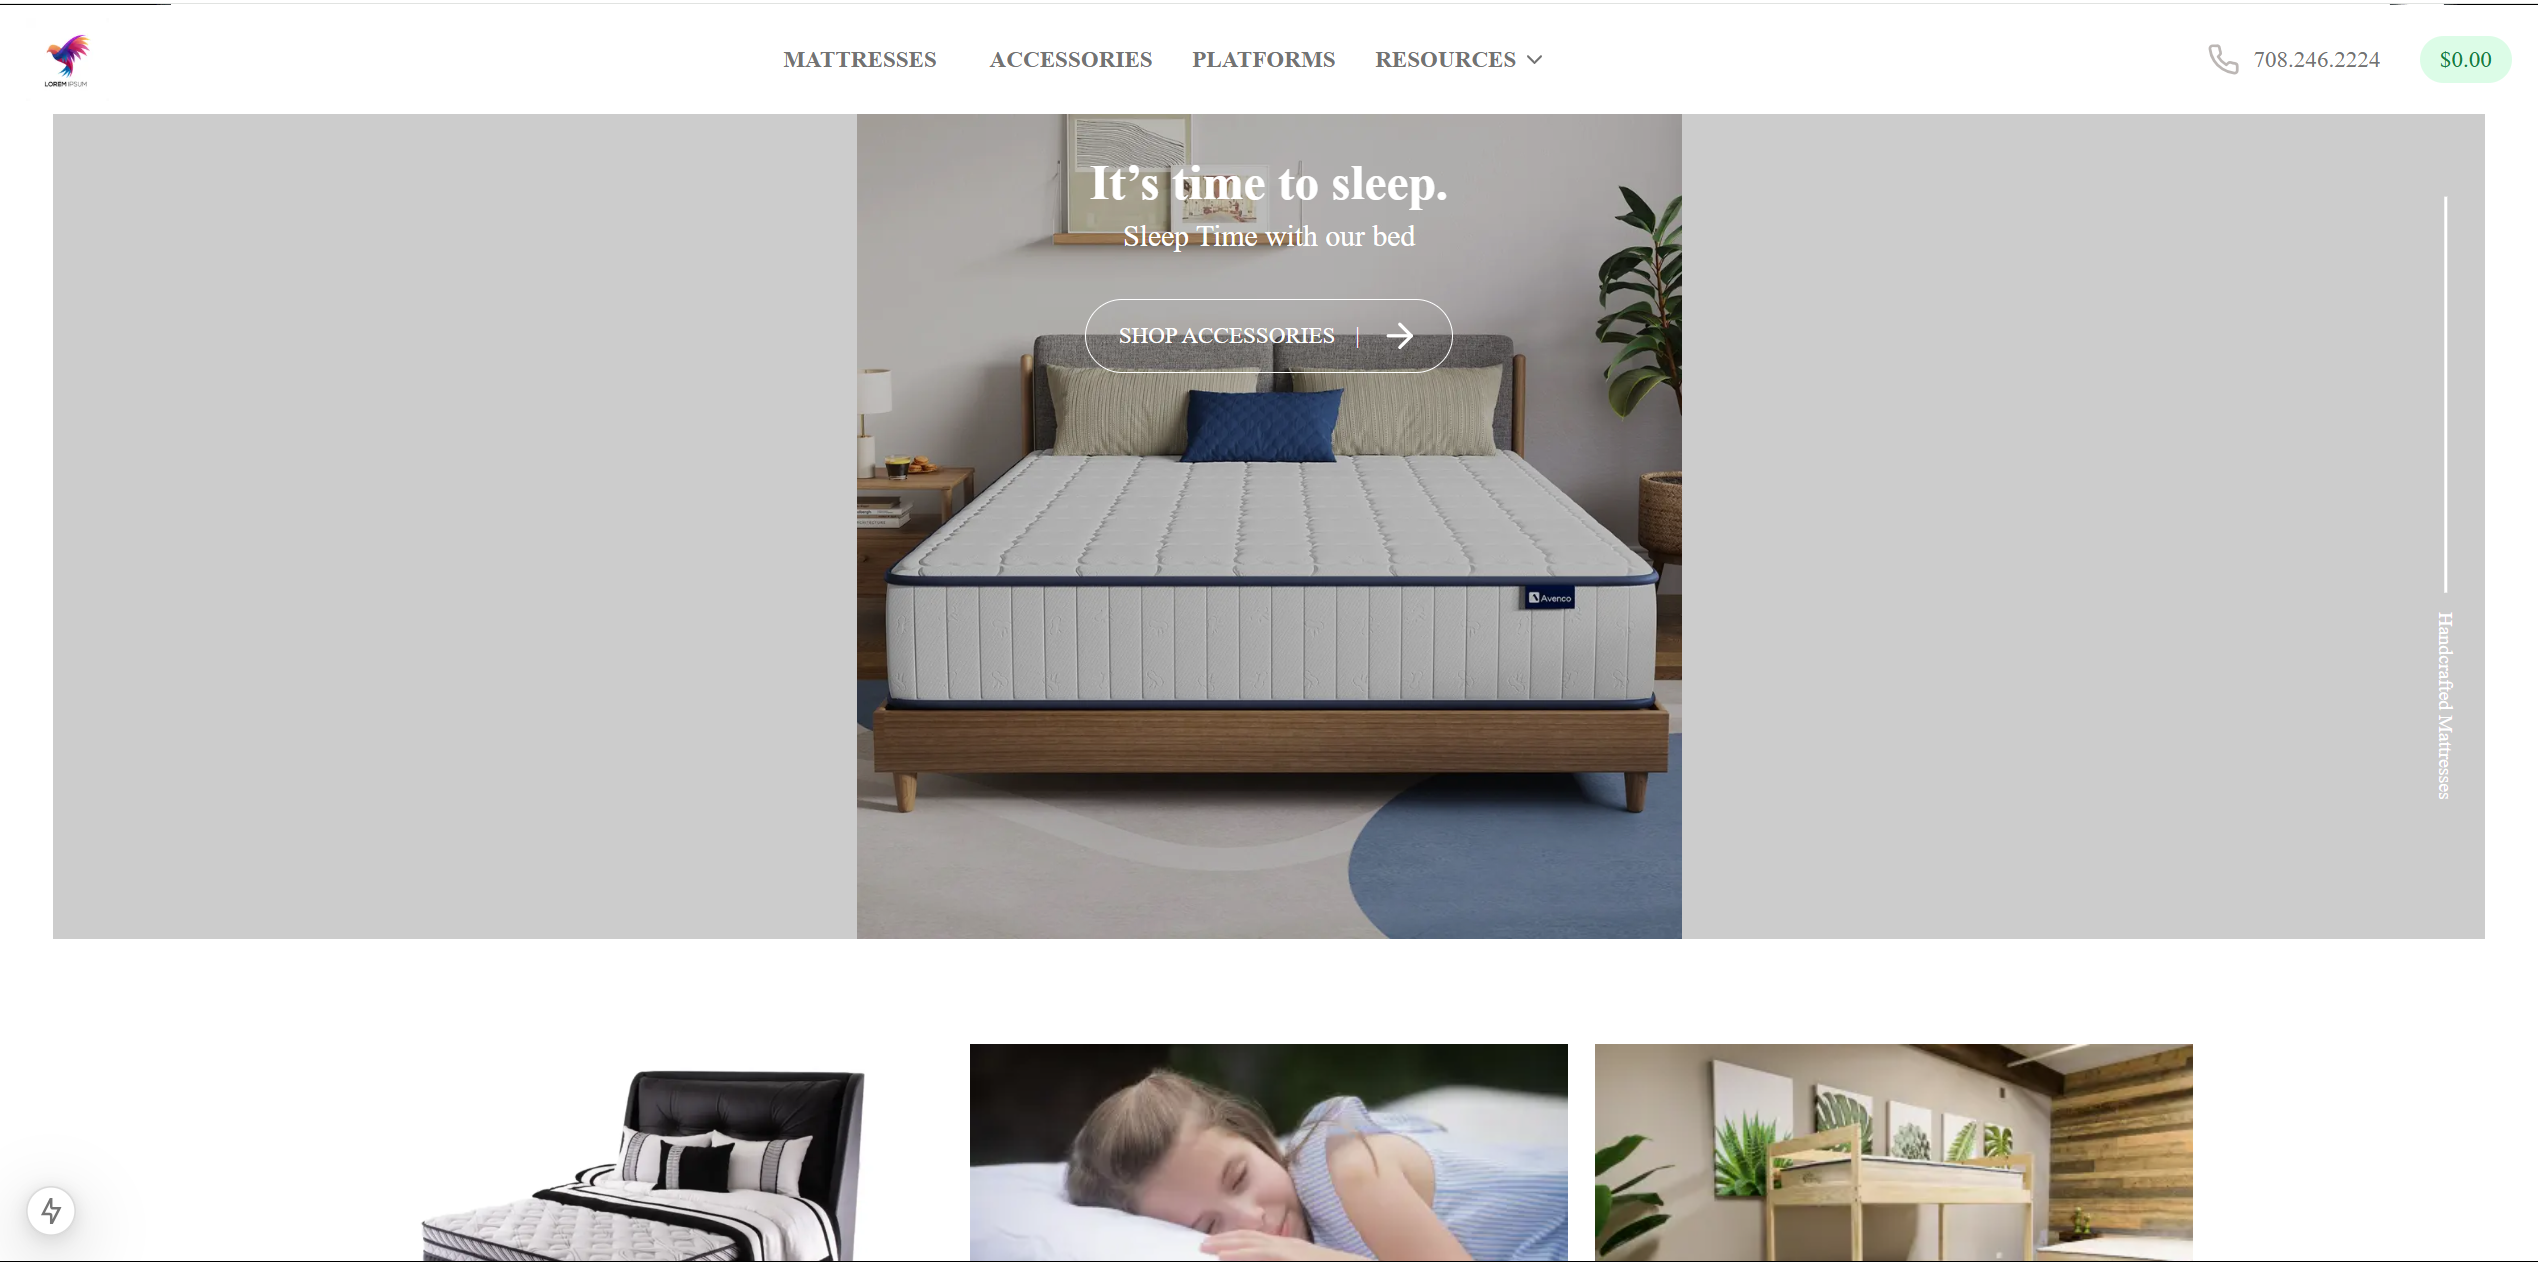 LOREM IPSUM
MATTRESSES
ACCESSORIES
PLATFORMS
RESOURCES
708.246.2224
$0.00
It’s time to sleep.
Sleep Time with our bed
SHOP ACCESSORIES |
Avenco
Handcrafted Mattresses